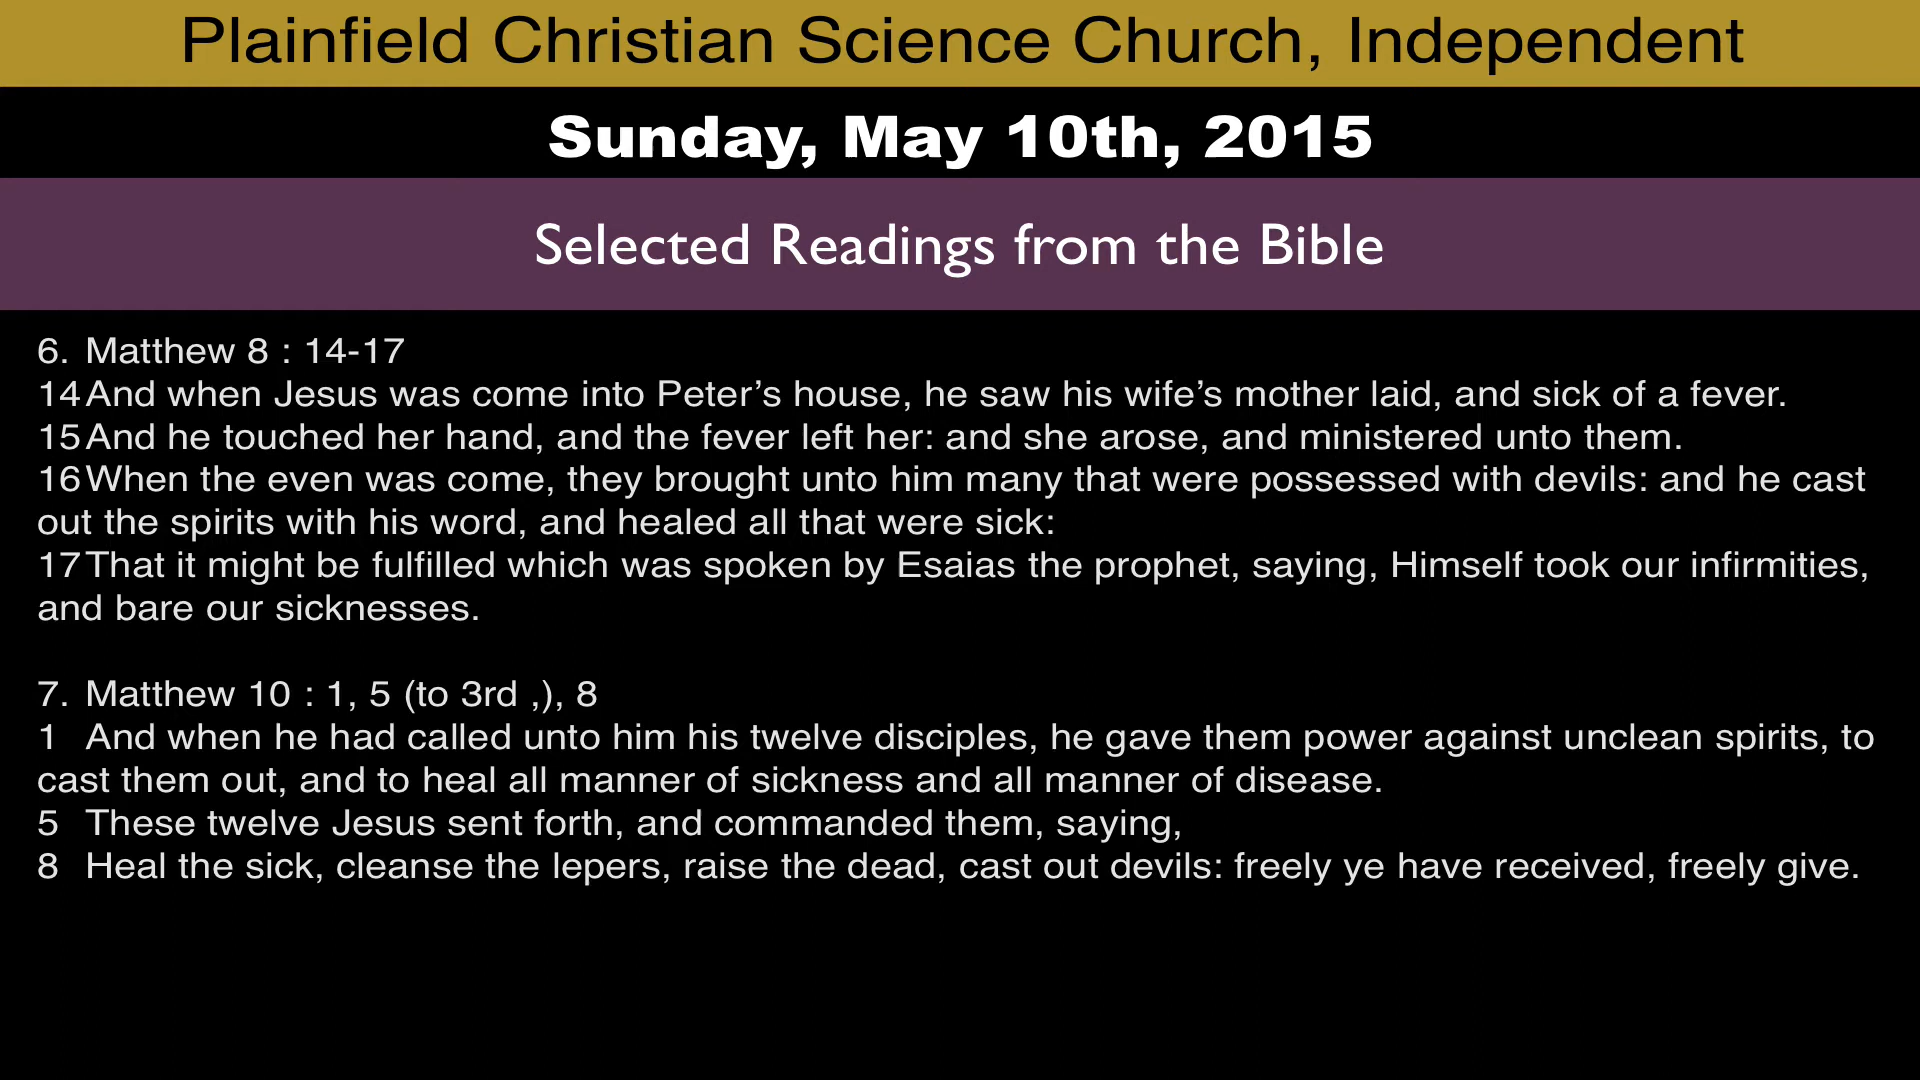 Plainfield Christian Science Church, Independent
Sunday, May 10th, 2015
Selected Readings from the Bible
6. Matthew 8 : 14-17
14 And when Jesus was come into Peter’s house, he saw his wife’s mother laid, and sick of a fever.
15 And he touched her hand, and the fever left her: and she arose, and ministered unto them.
16 When the even was come, they brought unto him many that were possessed with devils: and he cast
out the spirits with his word, and healed all that were sick:
17 That it might be fulfilled which was spoken by Esaias the prophet, saying, Himself took our infirmities,
and bare our sicknesses.
7. Matthew 10 : 1, 5 (to 3rd ,), 8
1 And when he had called unto him his twelve disciples, he gave them power against unclean spirits, to
cast them out, and to heal all manner of sickness and all manner of disease.
5 These twelve Jesus sent forth, and commanded them, saying,
8 Heal the sick, cleanse the lepers, raise the dead, cast out devils: freely ye have received, freely give.